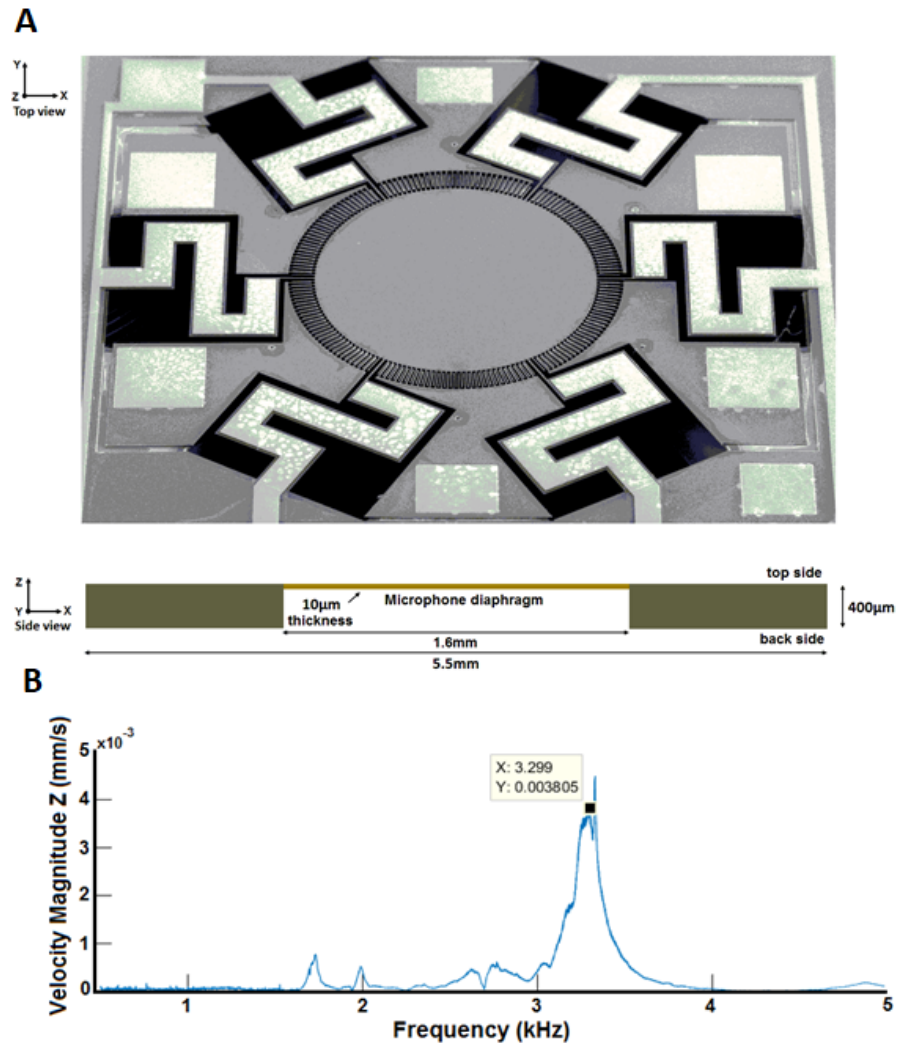 A
Y
Z
X
Top view
Z
Y
X
Side view
top side
10μm
thickness
Microphone diaphragm
400μm
1.6mm
back side
5.5mm
B
Velocity Magnitude Z (mm/s)
x10⁻³
5
4
3
2
1
0
X: 3.299
Y: 0.003805
1 2 3 4 5
Frequency (kHz)